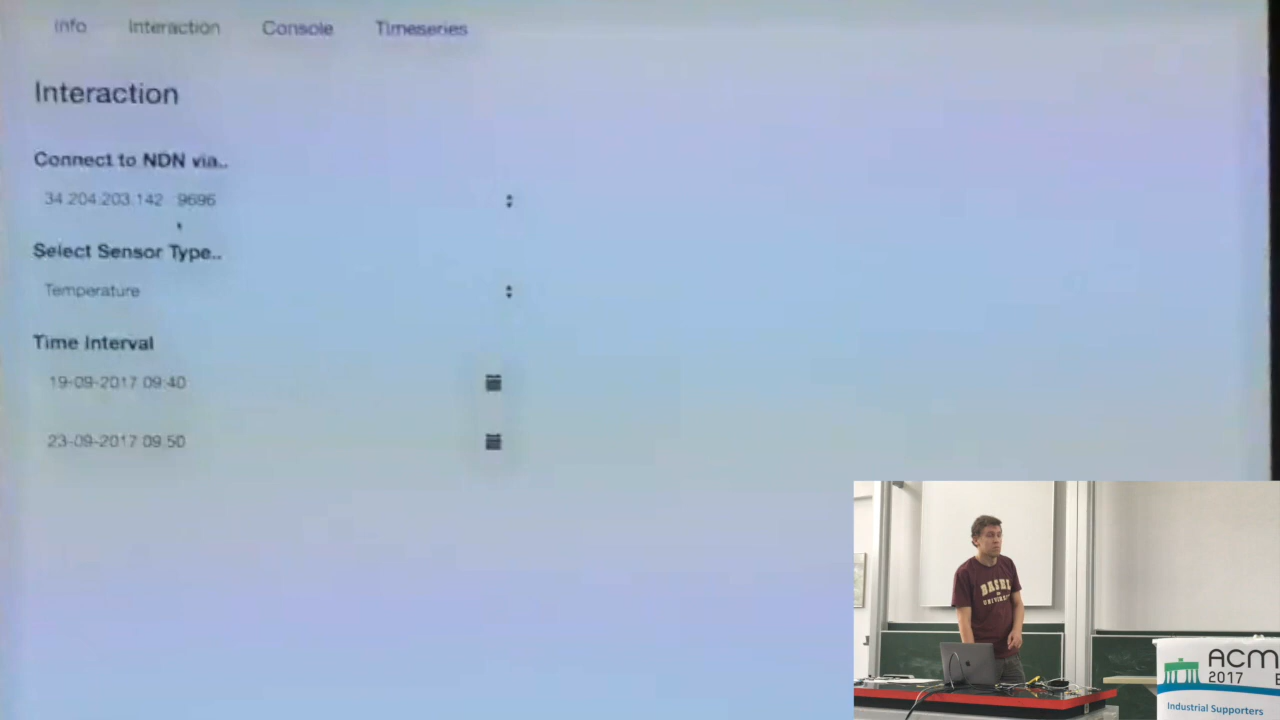 Info Interaction Console Timeseries
Interaction
Connect to NDN via..
34.204.203.142 : 9696
Select Sensor Type..
Temperature
Time Interval
19-09-2017 09:40
23-09-2017 09:50
ACM
2017
Industrial Supporters